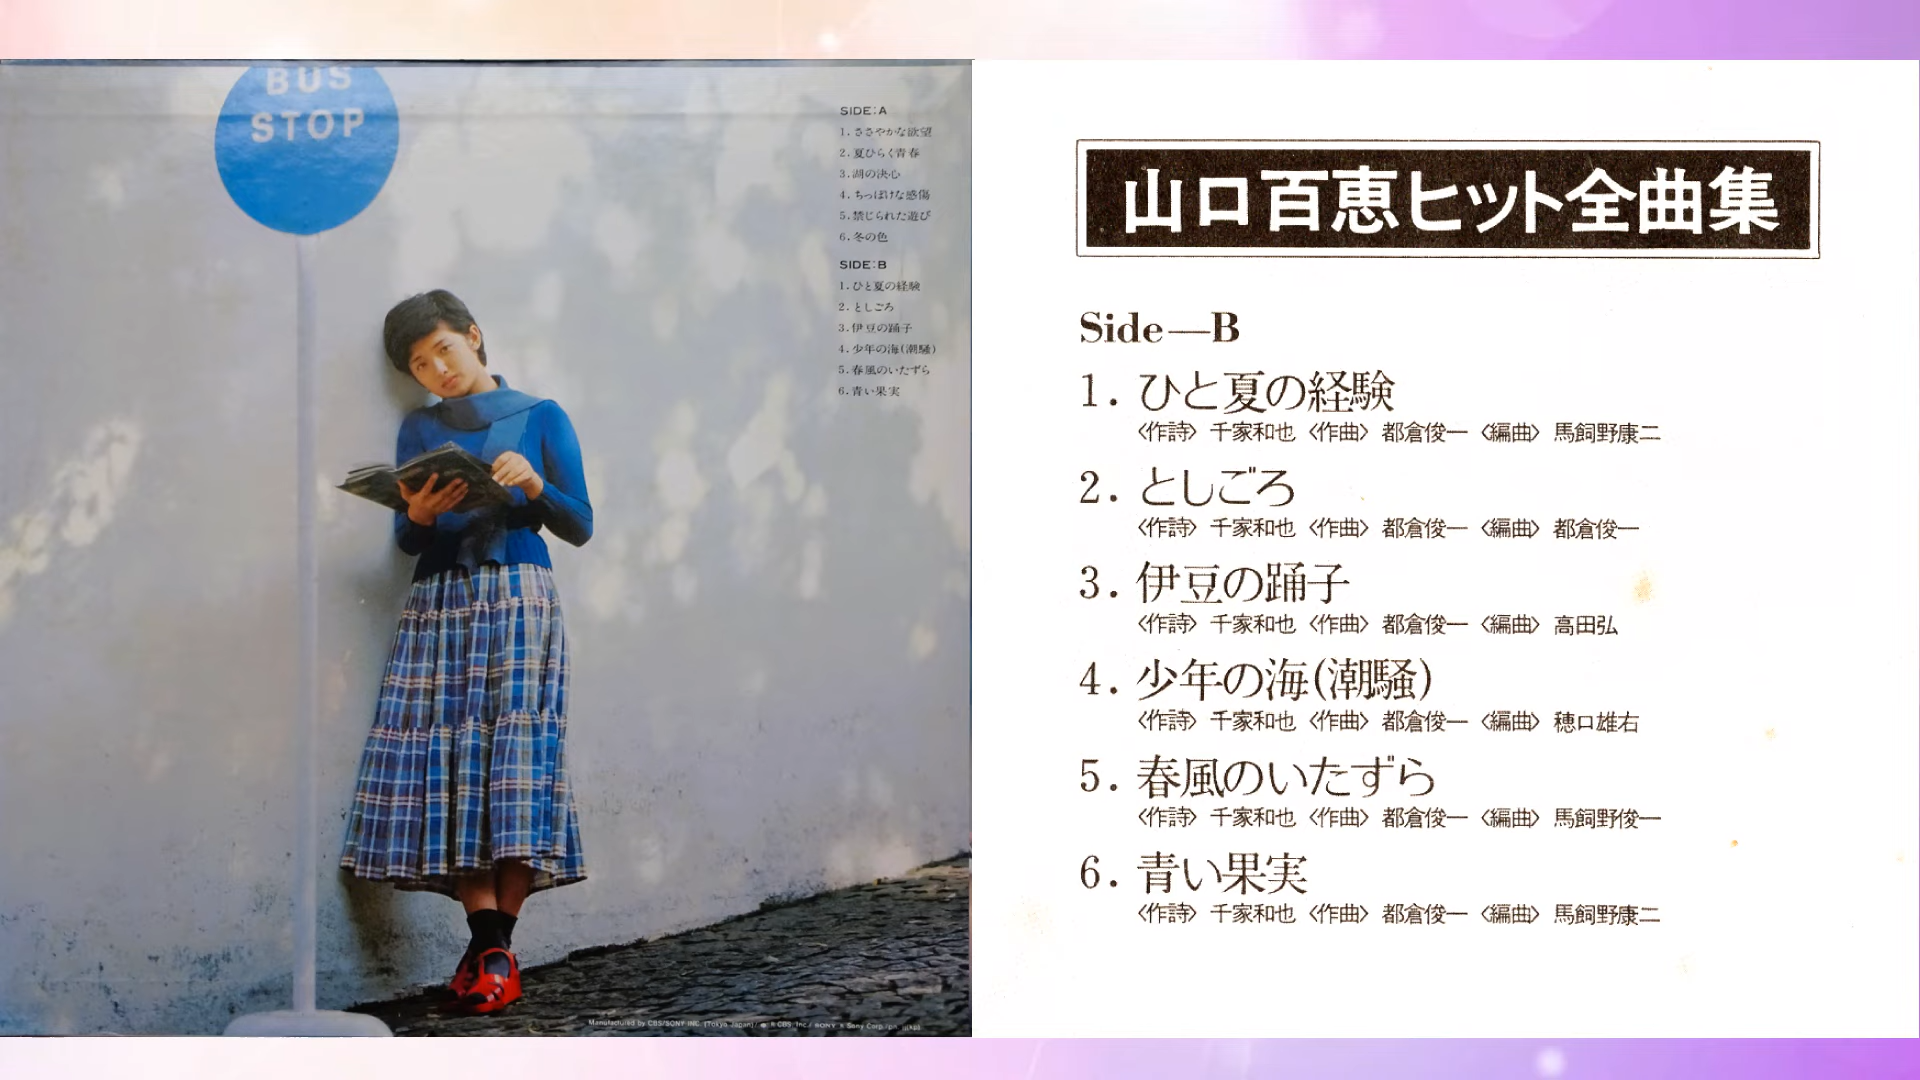 BUS
STOP
SIDE:A
1.ささやかな欲望
2.夏ひらく青春
3.湖の決心
4.ちっぽけな感傷
5.禁じられた遊び
6.冬の色
SIDE:B
1.ひと夏の経験
2.としごろ
3.伊豆の踊子
4.少年の海(潮騒)
5.春風のいたずら
6.青い果実
Manufactured by CBS/SONY INC. (Tokyo Japan)
山口百恵ヒット全曲集
Side—B
1. ひと夏の経験
〈作詩〉 千家和也 〈作曲〉 都倉俊一 〈編曲〉 馬飼野康二
2. としごろ
〈作詩〉 千家和也 〈作曲〉 都倉俊一 〈編曲〉 都倉俊一
3. 伊豆の踊子
〈作詩〉 千家和也 〈作曲〉 都倉俊一 〈編曲〉 高田弘
4. 少年の海(潮騒)
〈作詩〉 千家和也 〈作曲〉 都倉俊一 〈編曲〉 穂口雄右
5. 春風のいたずら
〈作詩〉 千家和也 〈作曲〉 都倉俊一 〈編曲〉 馬飼野俊一
6. 青い果実
〈作詩〉 千家和也 〈作曲〉 都倉俊一 〈編曲〉 馬飼野康二